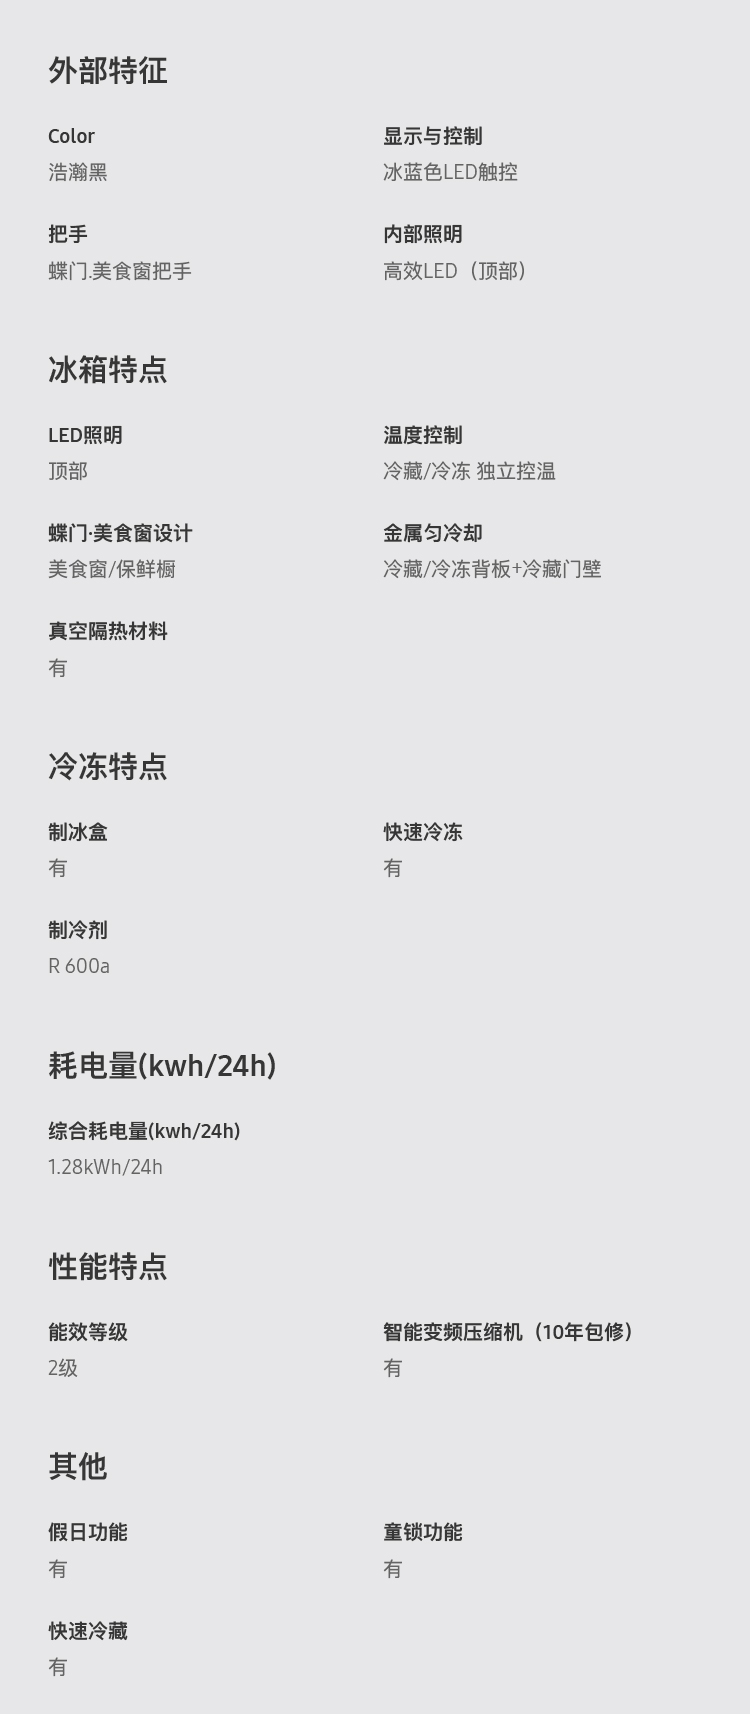 外部特征
Color
显示与控制
浩瀚黑
冰蓝色LED触控
把手
内部照明
蝶门.美食窗把手
高效LED（顶部）
冰箱特点
LED照明
温度控制
顶部
冷藏/冷冻 独立控温
蝶门·美食窗设计
金属匀冷却
美食窗/保鲜橱
冷藏/冷冻背板+冷藏门壁
真空隔热材料
有
冷冻特点
制冰盒
快速冷冻
有
有
制冷剂
R 600a
耗电量(kwh/24h)
综合耗电量(kwh/24h)
1.28kWh/24h
性能特点
能效等级
智能变频压缩机（10年包修）
2级
有
其他
假日功能
童锁功能
有
有
快速冷藏
有